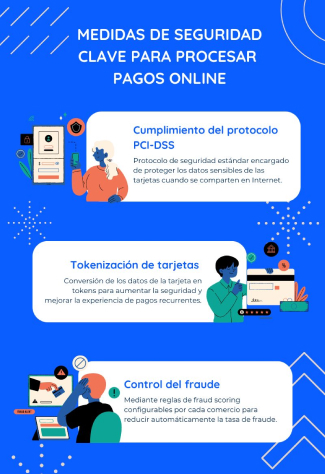 MEDIDAS DE SEGURIDAD
CLAVE PARA PROCESAR
PAGOS ONLINE
Cumplimiento del protocolo
PCI-DSS
Protocolo de seguridad estándar encargado
de proteger los datos sensibles de las
tarjetas cuando se comparten en Internet.
Tokenización de tarjetas
Conversión de los datos de la tarjeta en
tokens para aumentar la seguridad y
mejorar la experiencia de pagos recurrentes.
Control del fraude
Mediante reglas de fraud scoring
configurables por cada comercio para
reducir automáticamente la tasa de fraude.